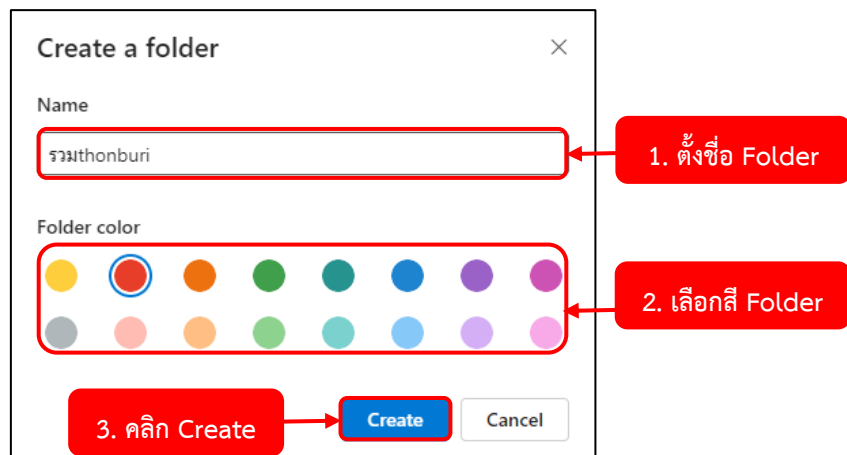 Create a folder
Name
รวมthonburi
1. ตั้งชื่อ Folder
Folder color
2. เลือกสี Folder
3. คลิก Create
Create
Cancel